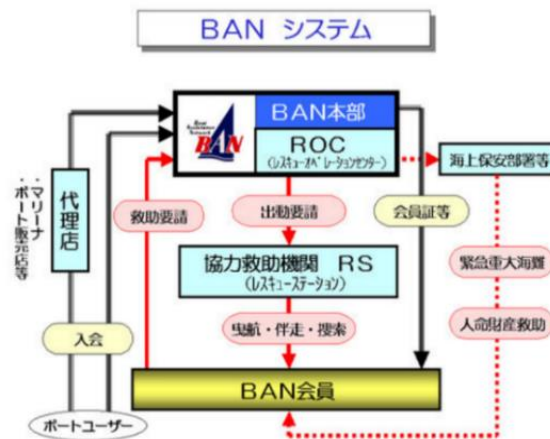 BAN システム
BAN本部
BAN
ROC
(レスキューオペレーションセンター)
海上保安部署等
・マリーナ
・ボート販売店等
代理店
救助要請
出動要請
会員証等
緊急重大海難
協力救助機関 RS
(レスキューステーション)
人命財産救助
曳航・伴走・捜索
入会
BAN会員
ボートユーザー